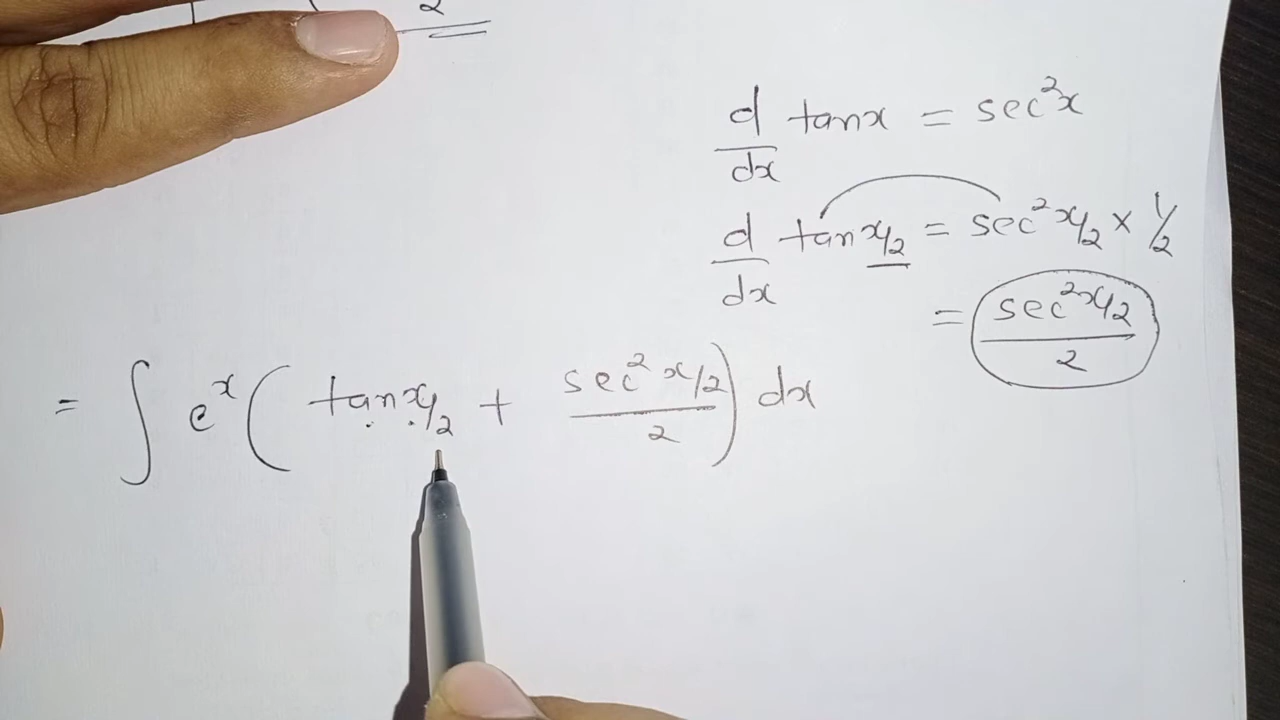 2
d/dx tanx = sec²x
d/dx tan x/2 = sec² x/2 × 1/2
= sec² x/2 / 2
= ∫ eˣ ( tan x/2 + sec² x/2 / 2 ) dx